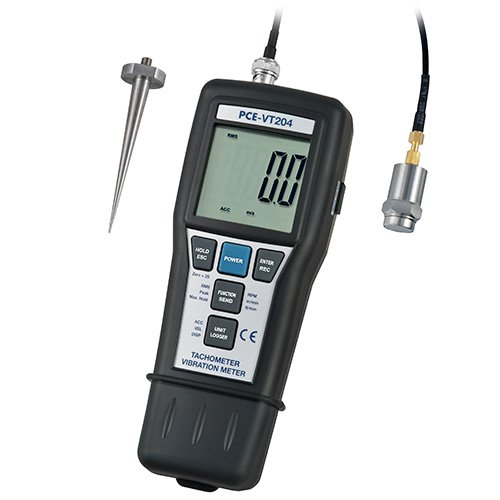 PCE-VT204
RMS
0.0
ACC m/s
HOLD
ESC
POWER
ENTER
REC
Zero > 2S
RMS
Peak
Max. Hold
FUNCTION
SEND
RPM
m/min
ft/min
ACC
VEL
DISP
UNIT
LOGGER
CE
TACHOMETER
VIBRATION METER